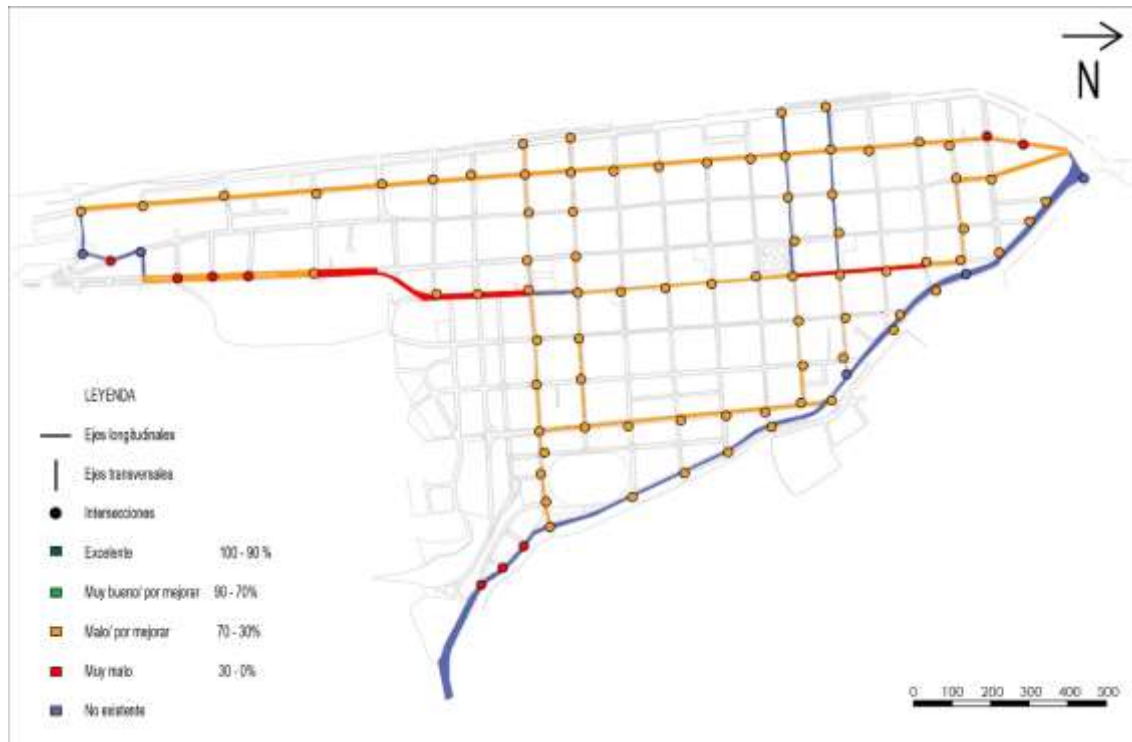 N
LEYENDA
Ejes longitudinales
Ejes transversales
Intersecciones
Excelente 100 - 90 %
Muy bueno/ por mejorar 90 - 70%
Malo/ por mejorar 70 - 30%
Muy malo 30 - 0%
No existente
0 100 200 300 400 500